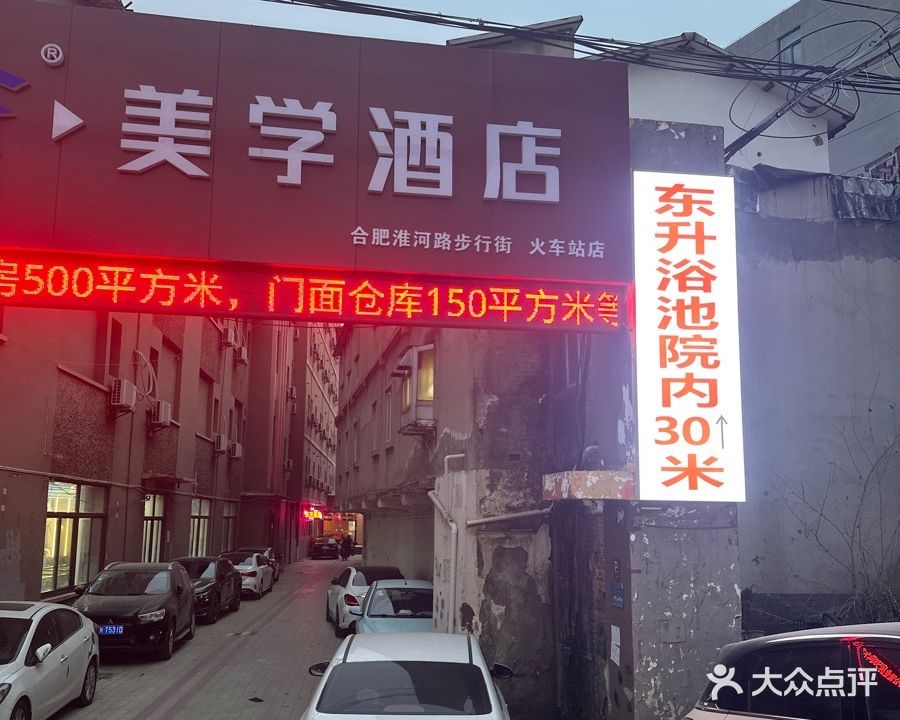 ®
美学酒店
合肥淮河路步行街 火车站店
房500平方米，门面仓库150平方米等
东升浴池院内30米
↑
大众点评